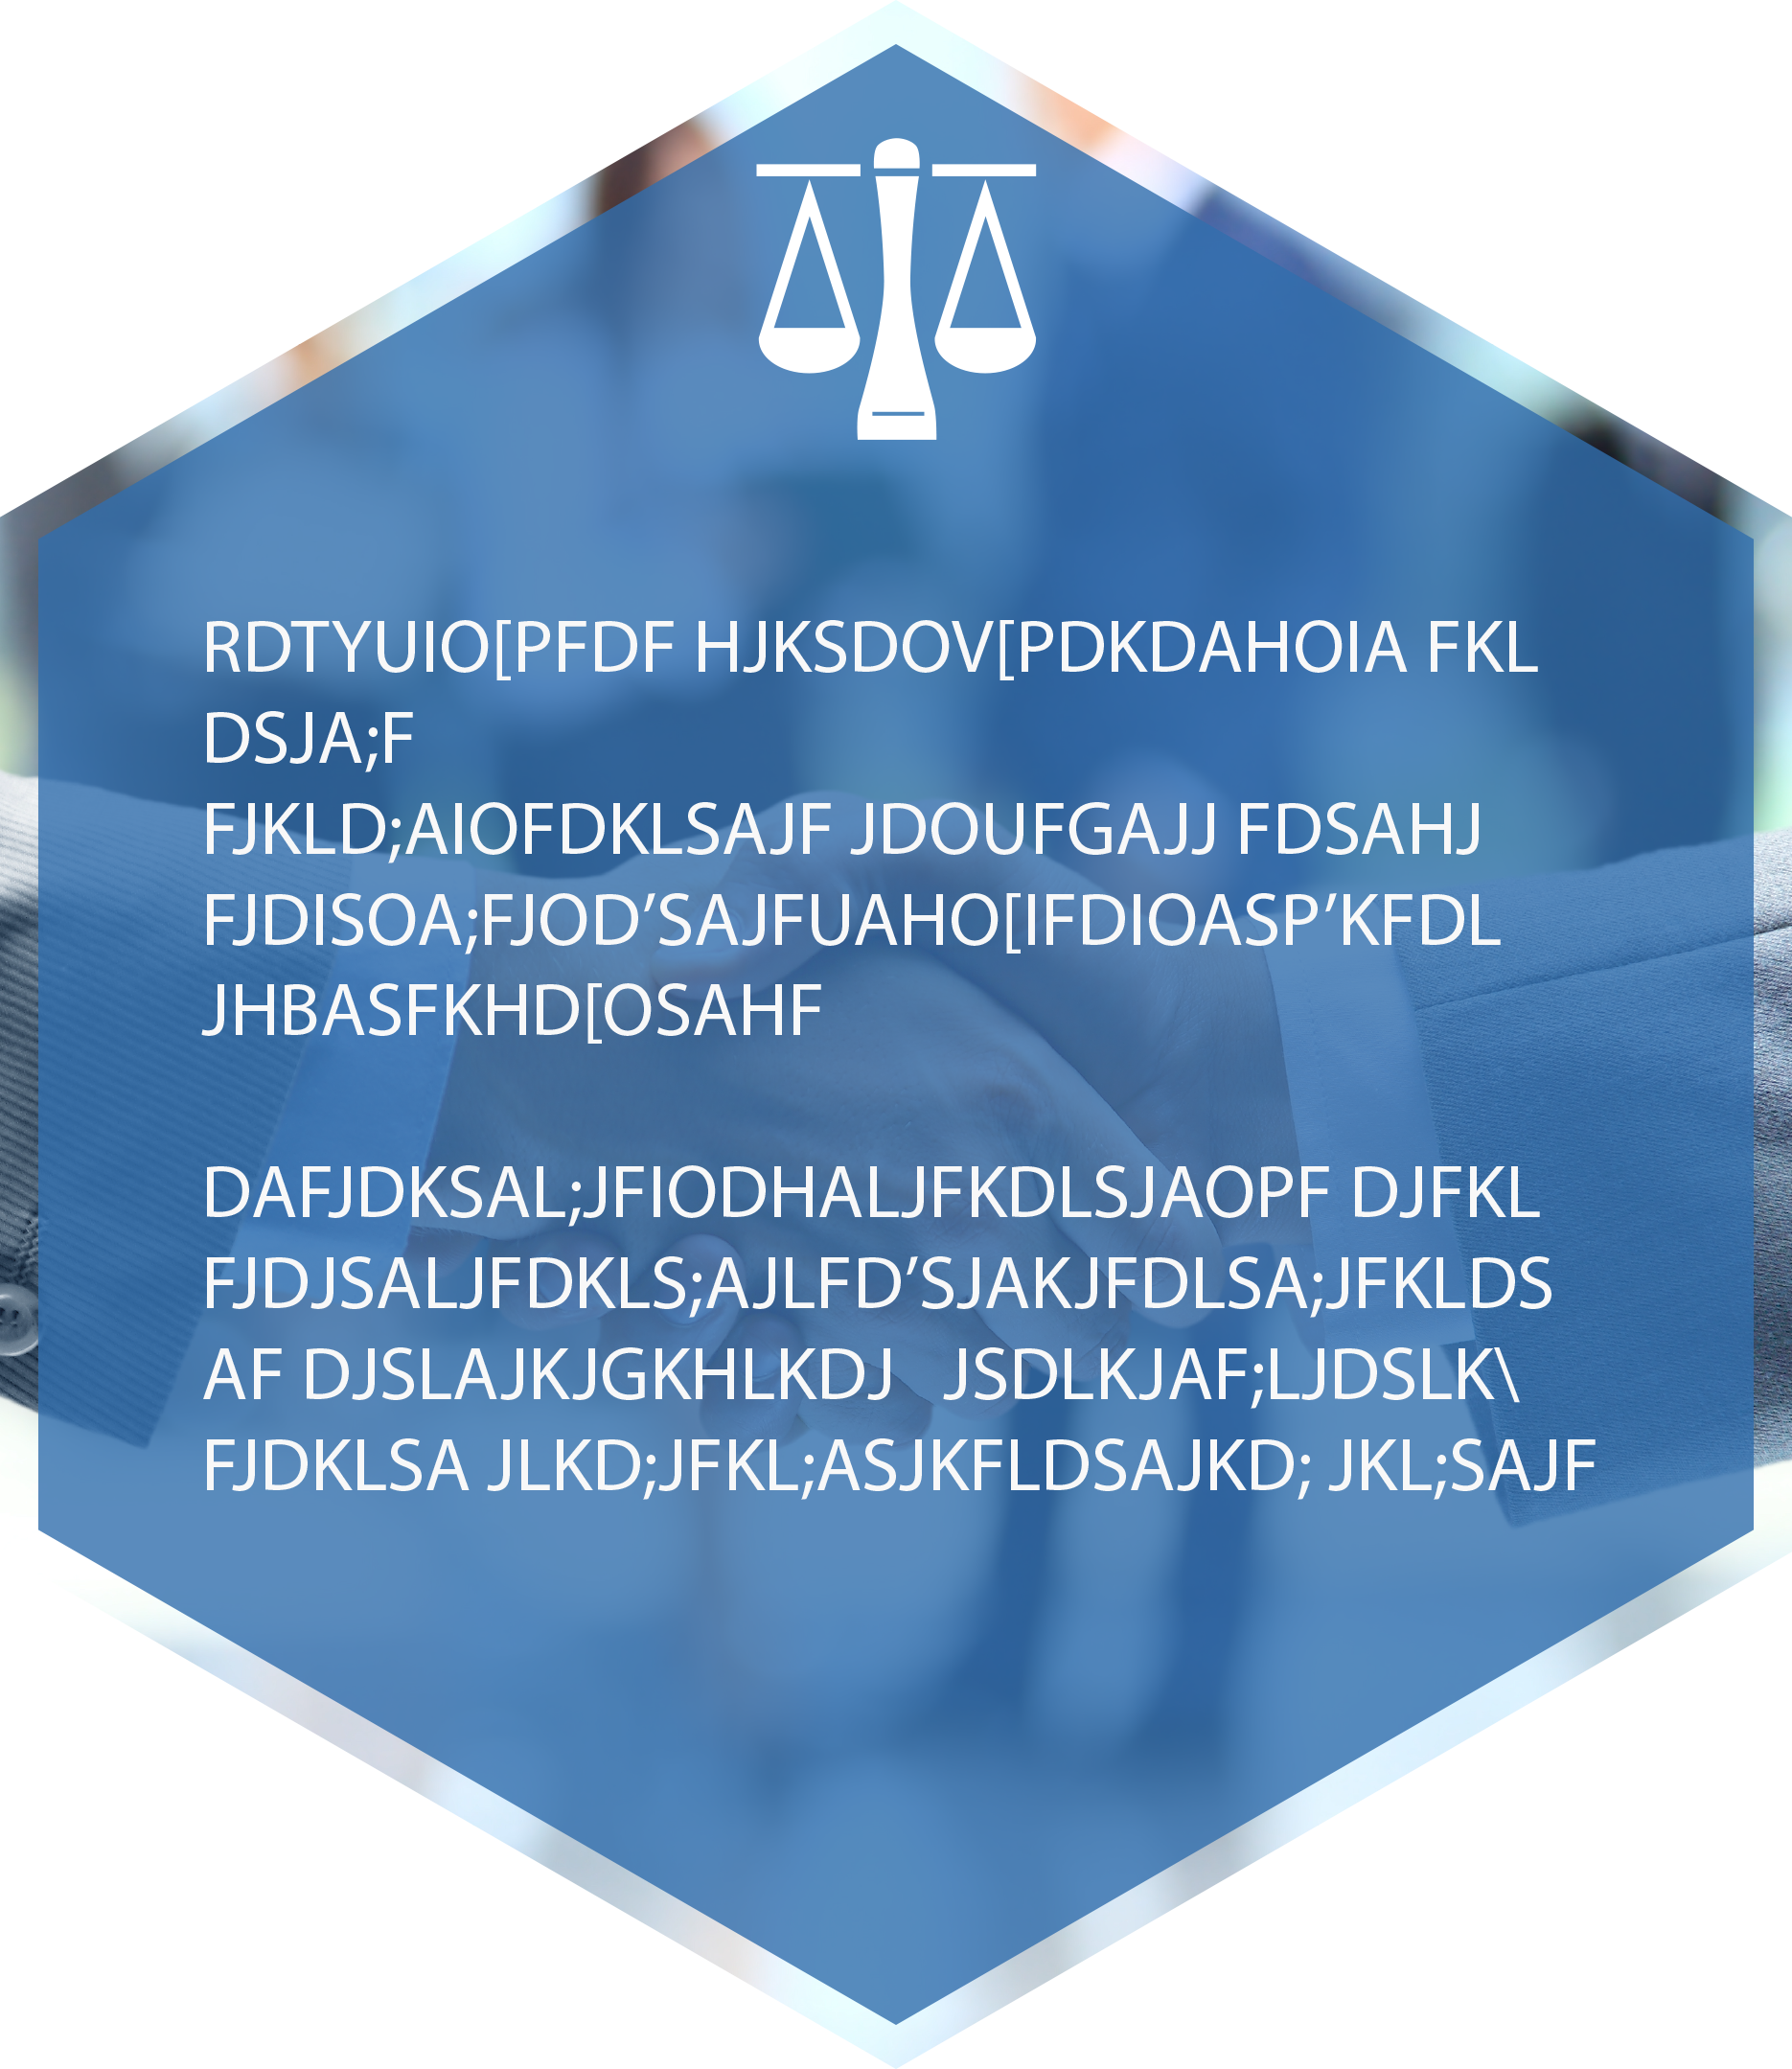 RDTYUIO[PFDF HJKSDOV[PDKDAHOIA FKL
DSJA;F
FJKLD;AIOFDKLSAJF JDOUFGAJJ FDSAHJ
FJDISOA;FJOD’SAJFUAHO[IFDIOASP’KFDL
JHBASFKHD[OSAHF
DAFJDKSAL;JFIODHALJFKDLSJAOPF DJFKL
FJDJSALJFDKLS;AJLFD’SJAKJFDLSA;JFKLDS
AF DJSLAJKJGKHLKDJ   JSDLKJAF;LJDSLK\
FJDKLSA JLKD;JFKL;ASJKFLDSAJKD; JKL;SAJF